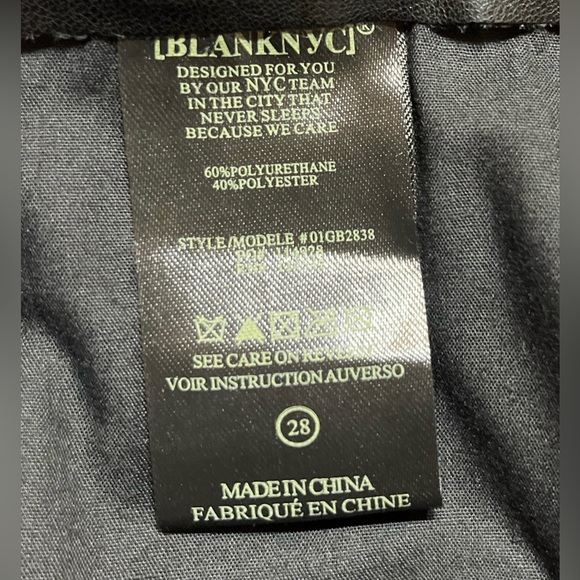 [BLANKNYC]®
DESIGNED FOR YOU
BY OUR NYC TEAM
IN THE CITY THAT
NEVER SLEEPS
BECAUSE WE CARE
60%POLYURETHANE
40%POLYESTER
STYLE/MODELE #01GB2838
SEE CARE ON
VOIR INSTRUCTION AUVERSO
28
MADE IN CHINA
FABRIQUÉ EN CHINE